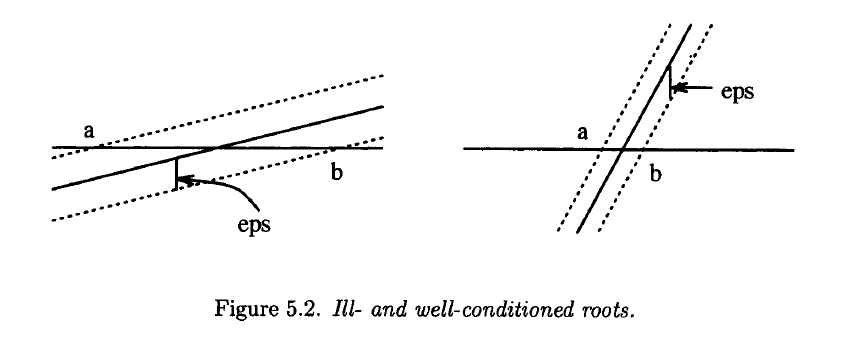 a
b
eps
a
b
eps
Figure 5.2. Ill- and well-conditioned roots.